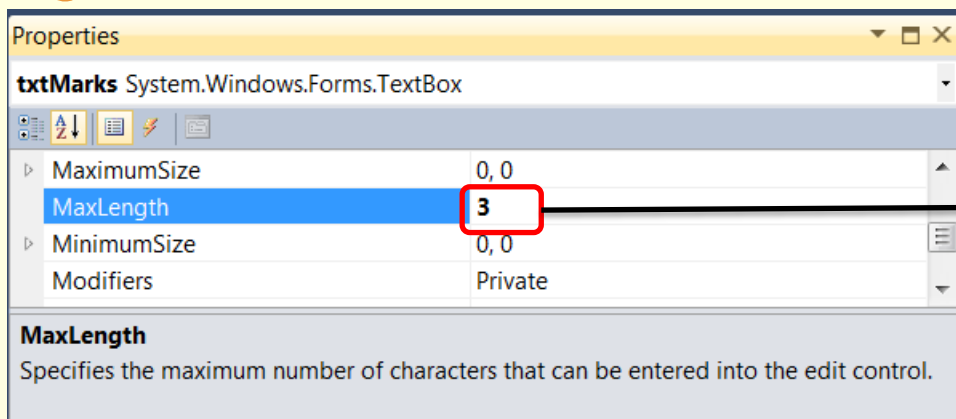 Properties
txtMarks System.Windows.Forms.TextBox
A Z
MaximumSize 0, 0
MaxLength 3
MinimumSize 0, 0
Modifiers Private
MaxLength
Specifies the maximum number of characters that can be entered into the edit control.